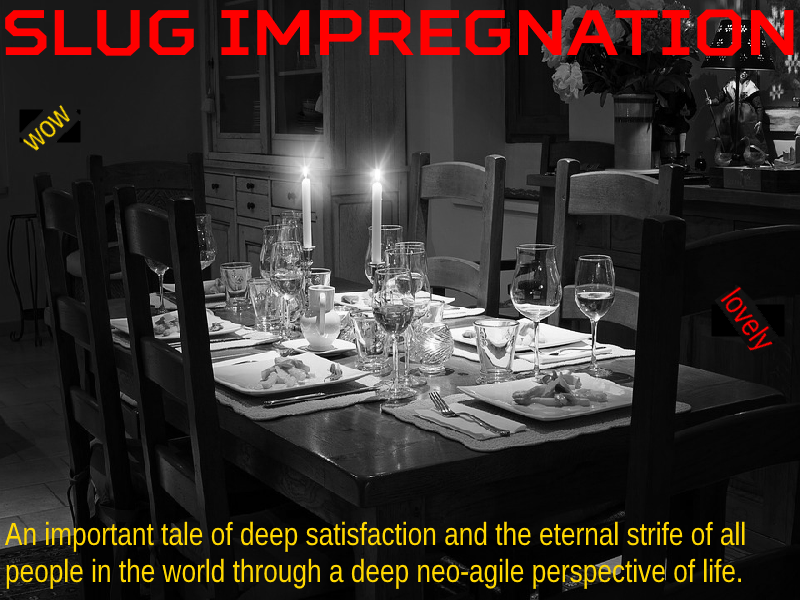 SLUG IMPREGNATION
wow
lovely
An important tale of deep satisfaction and the eternal strife of all
people in the world through a deep neo-agile perspective of life.